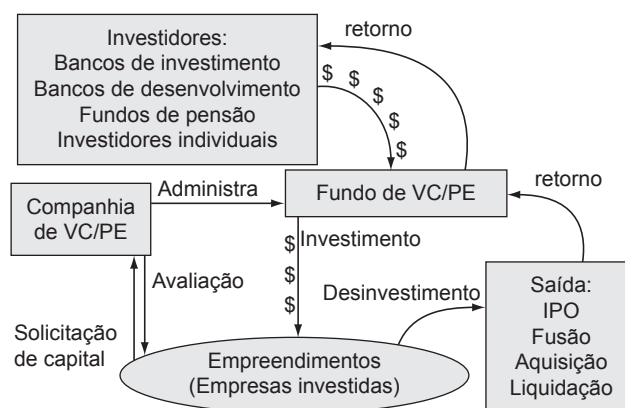 Investidores:
Bancos de investimento
Bancos de desenvolvimento
Fundos de pensão
Investidores individuais
retorno
$
$
$
$
$
Companhia
de VC/PE
Administra
Fundo de VC/PE
retorno
$
$
$
Investimento
Avaliação
Solicitação
de capital
Desinvestimento
Empreendimentos
(Empresas investidas)
Saída:
IPO
Fusão
Aquisição
Liquidação